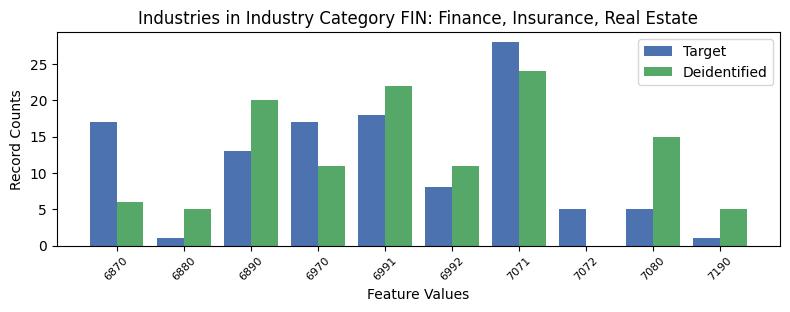 Industries in Industry Category FIN: Finance, Insurance, Real Estate
Target
Deidentified
Record Counts
25
20
15
10
5
0
6870 6880 6890 6970 6991 6992 7071 7072 7080 7190
Feature Values